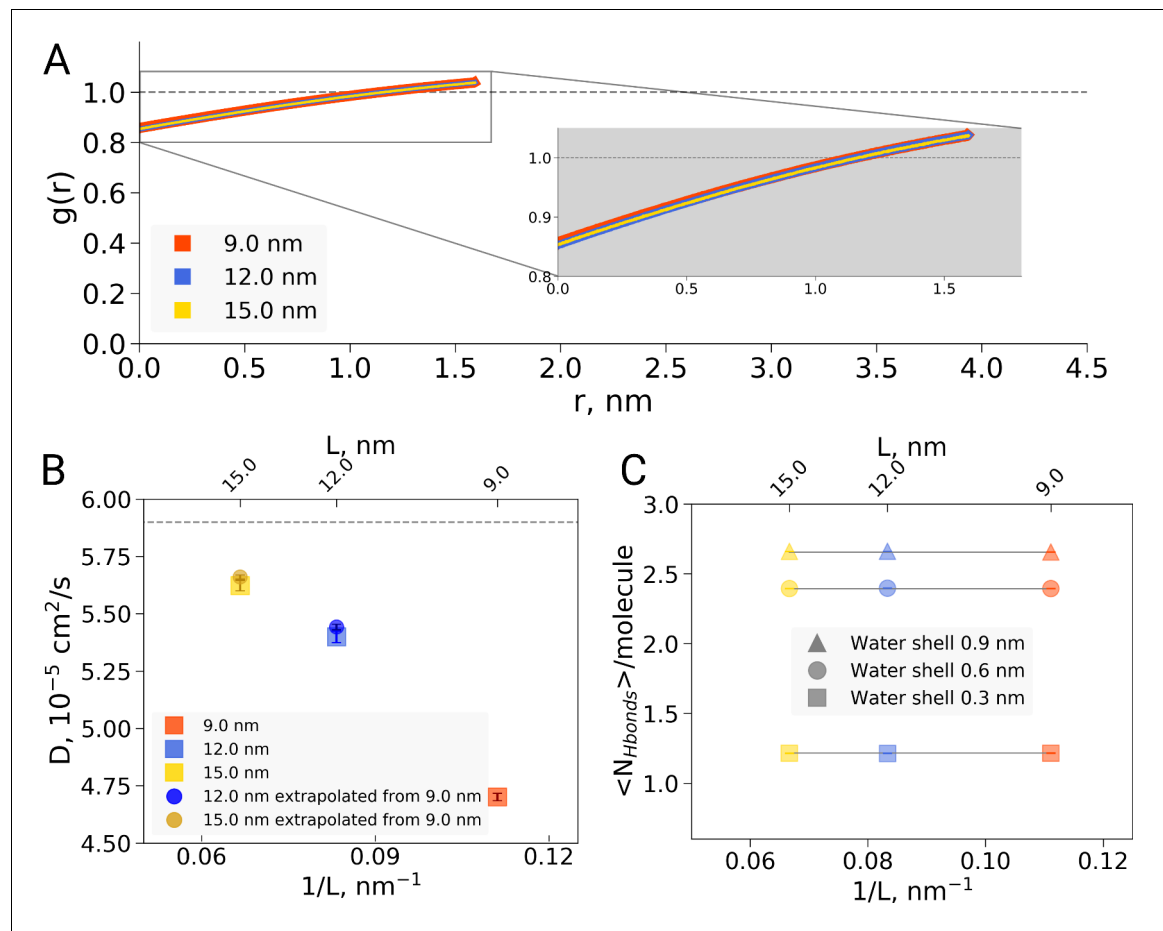 A
g(r)
1.0
0.8
0.6
0.4
0.2
0.0
9.0 nm
12.0 nm
15.0 nm
1.0
0.9
0.8
0.0 0.5 1.0 1.5
0.0 0.5 1.0 1.5 2.0 2.5 3.0 3.5 4.0 4.5
r, nm
B
L, nm
15.0 12.0 9.0
D, 10⁻⁵ cm²/s
6.00
5.75
5.50
5.25
5.00
4.75
4.50
9.0 nm
12.0 nm
15.0 nm
12.0 nm extrapolated from 9.0 nm
15.0 nm extrapolated from 9.0 nm
0.06 0.09 0.12
1/L, nm⁻¹
C
L, nm
15.0 12.0 9.0
<N_Hbonds>/molecule
3.0
2.5
2.0
1.5
1.0
Water shell 0.9 nm
Water shell 0.6 nm
Water shell 0.3 nm
0.06 0.08 0.10 0.12
1/L, nm⁻¹